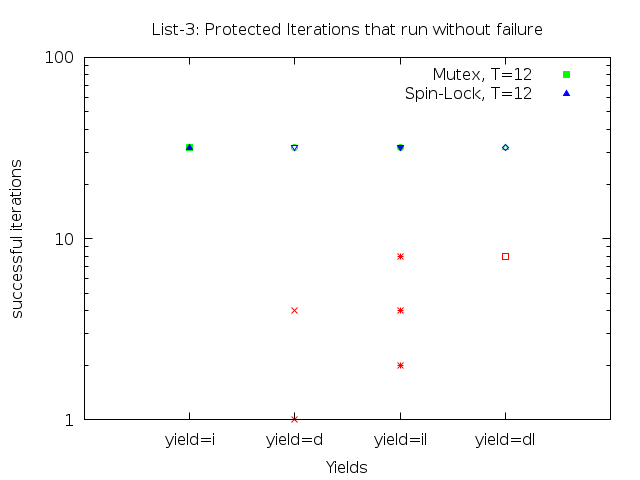 List-3: Protected Iterations that run without failure
100
Mutex, T=12
Spin-Lock, T=12
successful iterations
10
1
yield=i
yield=d
yield=il
yield=dl
Yields